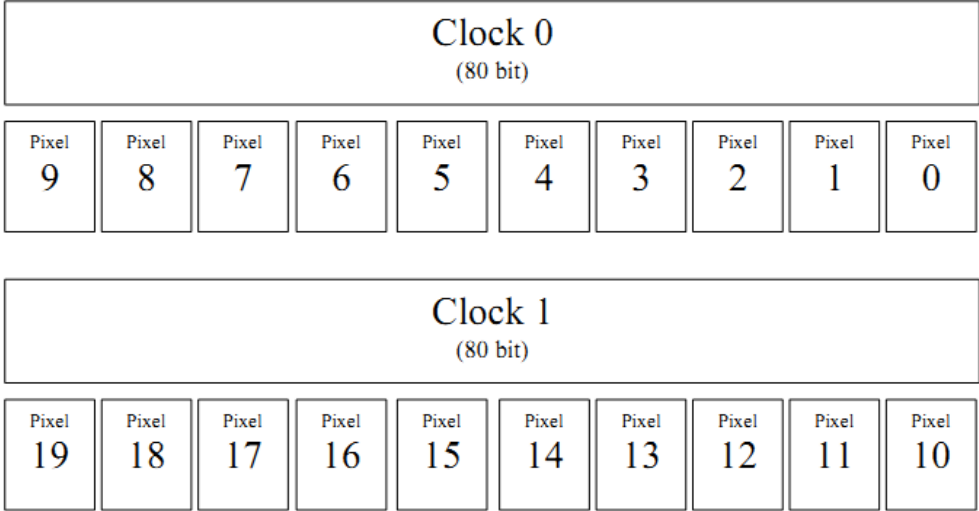 Clock 0
(80 bit)
Pixel Pixel Pixel Pixel Pixel Pixel Pixel Pixel Pixel Pixel
9 8 7 6 5 4 3 2 1 0
Clock 1
(80 bit)
Pixel Pixel Pixel Pixel Pixel Pixel Pixel Pixel Pixel Pixel
19 18 17 16 15 14 13 12 11 10